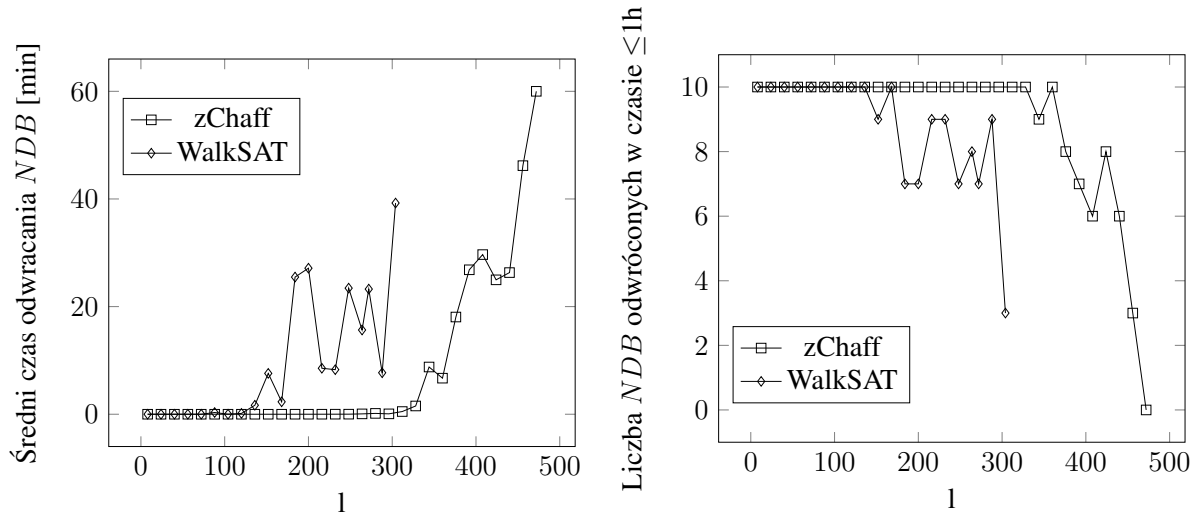 Średni czas odwracania NDB [min]
60
40
20
0
zChaff
WalkSAT
0 100 200 300 400 500
l
Liczba NDB odwróconych w czasie ≤1h
10
8
6
4
2
0
zChaff
WalkSAT
0 100 200 300 400 500
l